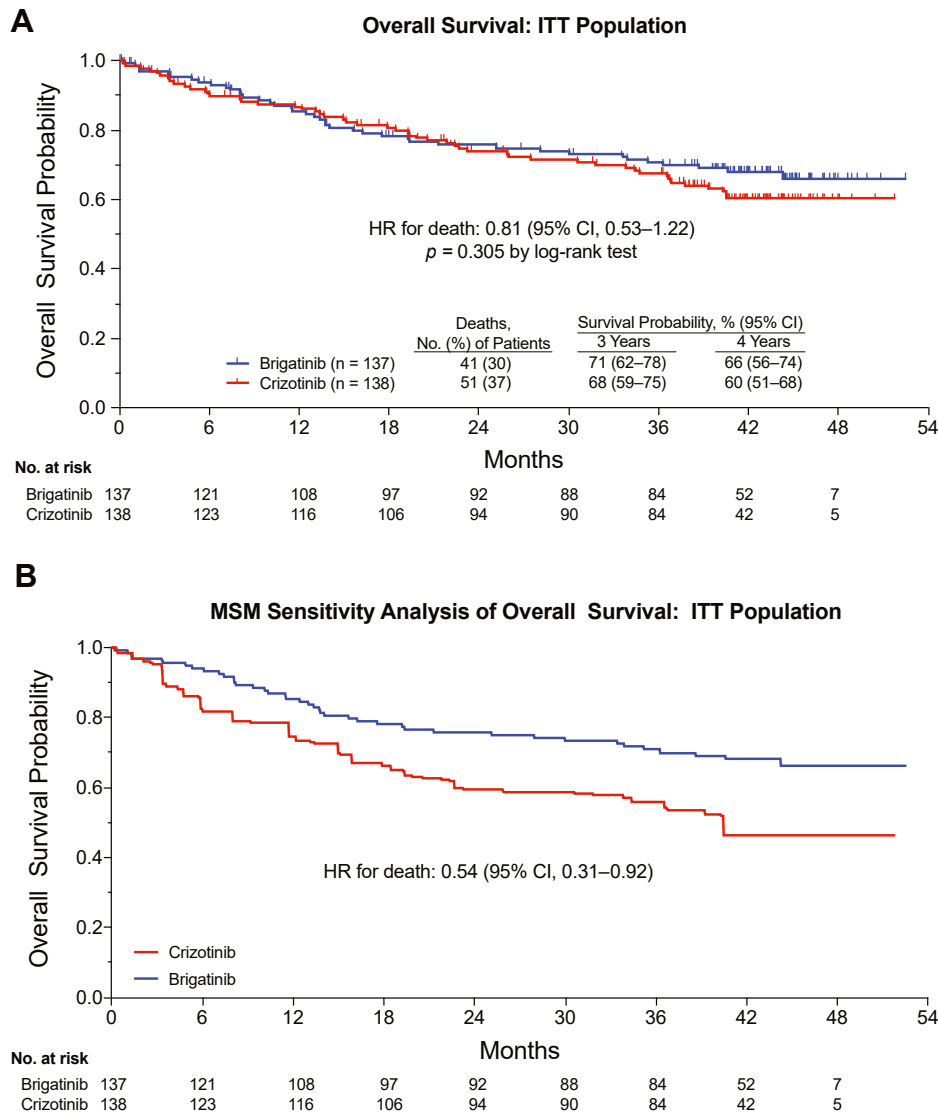 A
Overall Survival: ITT Population
Overall Survival Probability
1.0
0.8
0.6
0.4
0.2
0.0
HR for death: 0.81 (95% CI, 0.53–1.22)
p = 0.305 by log-rank test
Deaths, Survival Probability, % (95% CI)
No. (%) of Patients 3 Years 4 Years
Brigatinib (n = 137) 41 (30) 71 (62–78) 66 (56–74)
Crizotinib (n = 138) 51 (37) 68 (59–75) 60 (51–68)
0 6 12 18 24 30 36 42 48 54
Months
No. at risk
Brigatinib 137 121 108 97 92 88 84 52 7
Crizotinib 138 123 116 106 94 90 84 42 5
B
MSM Sensitivity Analysis of Overall Survival: ITT Population
Overall Survival Probability
1.0
0.8
0.6
0.4
0.2
0.0
HR for death: 0.54 (95% CI, 0.31–0.92)
Crizotinib
Brigatinib
0 6 12 18 24 30 36 42 48 54
Months
No. at risk
Brigatinib 137 121 108 97 92 88 84 52 7
Crizotinib 138 123 116 106 94 90 84 42 5